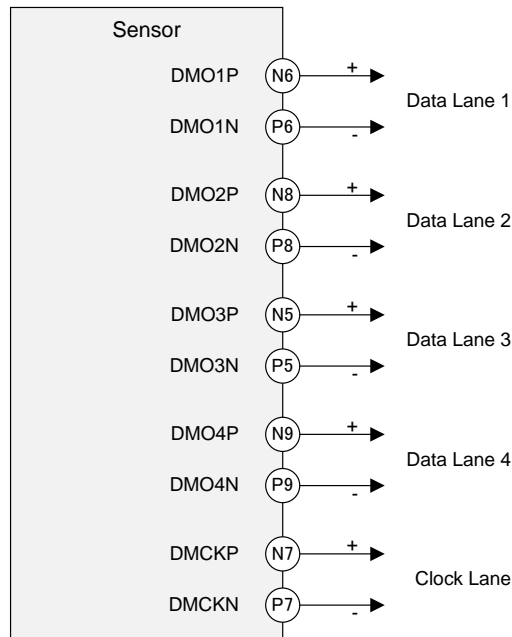 Sensor
DMO1P N6 +
Data Lane 1
DMO1N P6 -
DMO2P N8 +
Data Lane 2
DMO2N P8 -
DMO3P N5 +
Data Lane 3
DMO3N P5 -
DMO4P N9 +
Data Lane 4
DMO4N P9 -
DMCKP N7 +
Clock Lane
DMCKN P7 -